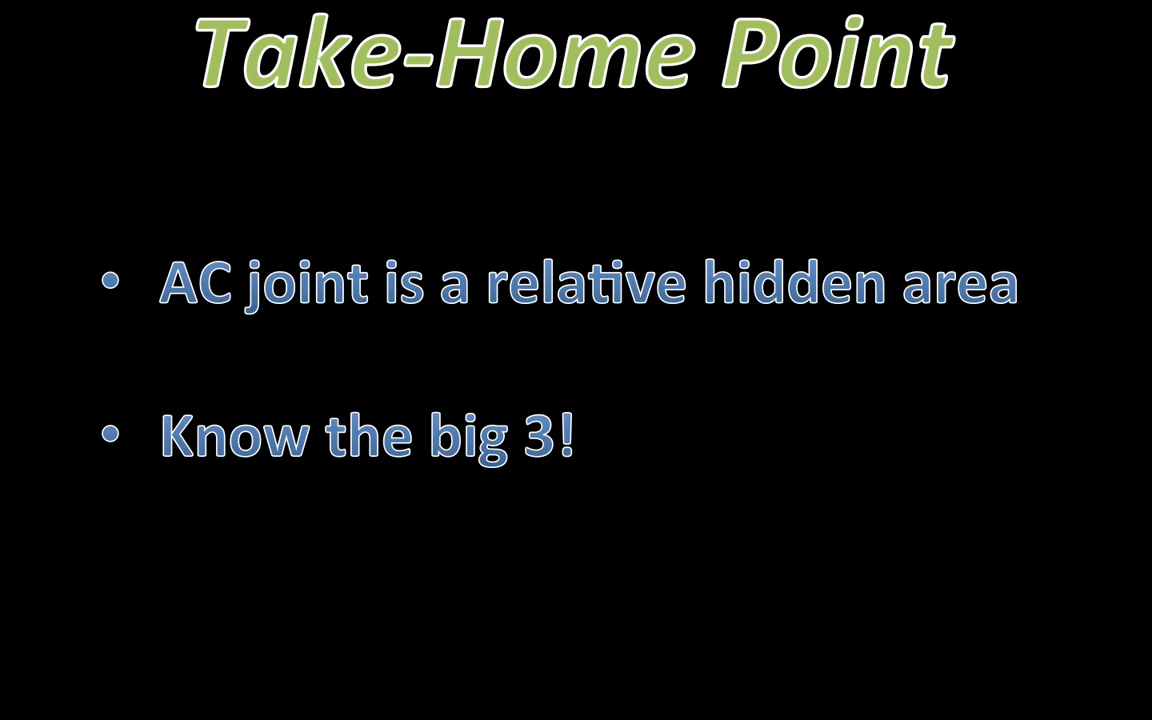 Take-Home Point
• AC joint is a relative hidden area
• Know the big 3!